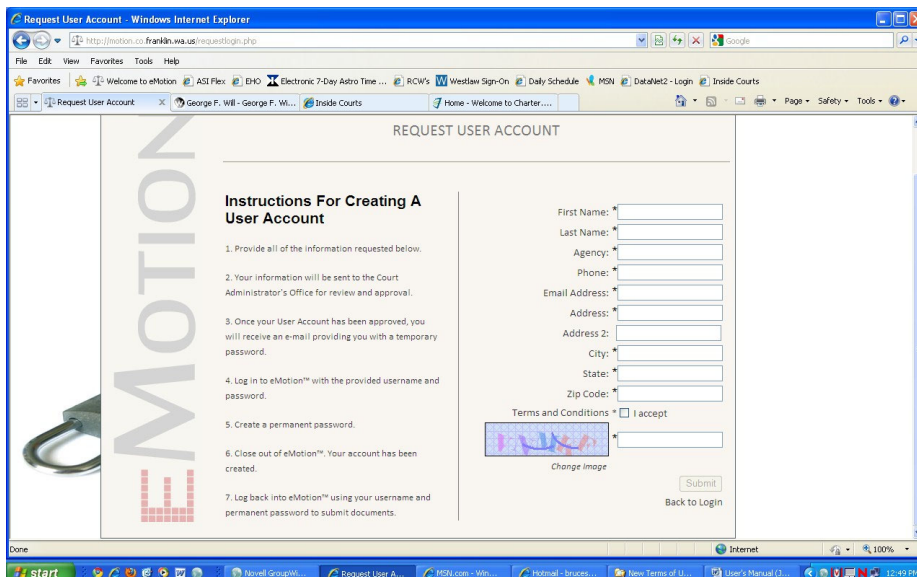 Request User Account - Windows Internet Explorer
http://motion.co.franklin.wa.us/requestlogin.php
Google
File Edit View Favorites Tools Help
Favorites Welcome to eMotion ASI Flex EHO Electronic 7-Day Astro Time ... RCW's Westlaw Sign-On Daily Schedule MSN DataNet2 - Login Inside Courts
Request User Account X George F. Will - George F. Wi... Inside Courts Home - Welcome to Charter.... Page Safety Tools
REQUEST USER ACCOUNT
EMOTION
Instructions For Creating A
User Account
1. Provide all of the information requested below.
2. Your information will be sent to the Court
Administrator's Office for review and approval.
3. Once your User Account has been approved, you
will receive an e-mail providing you with a temporary
password.
4. Log in to eMotion™ with the provided username and
password.
5. Create a permanent password.
6. Close out of eMotion™. Your account has been
created.
7. Log back into eMotion™ using your username and
permanent password to submit documents.
First Name: *
Last Name: *
Agency: *
Phone: *
Email Address: *
Address: *
Address 2:
City: *
State: *
Zip Code: *
Terms and Conditions * I accept
*
Change Image
Submit
Back to Login
Done Internet 100%
start Novell GroupWi... Request User A... MSN.com - Win... Hotmail - bruces... New Terms of U... User's Manual (J... 12:49 PM